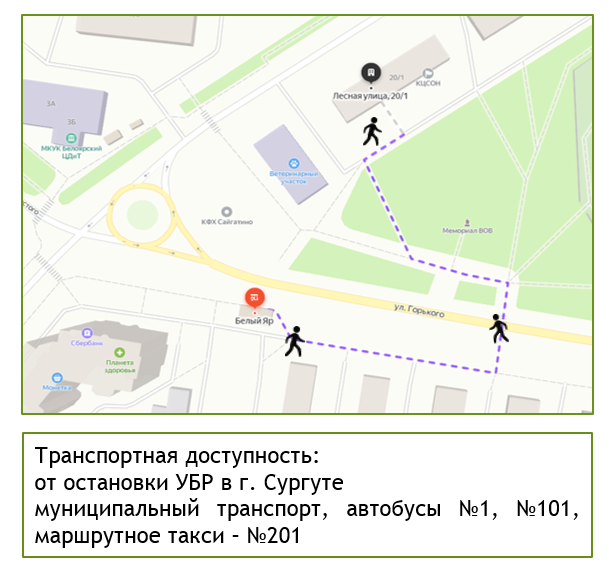 20/1
КЦСОН
Лесная улица, 20/1
3А
3Б
МКУК Белоярский
ЦДиТ
Ветеринарный
участок
КФХ Сайгатино
Мемориал ВОВ
ул. Горького
Белый Яр
Сбербанк
Планета
здоровья
Монетка
Транспортная доступность:
от остановки УБР в г. Сургуте
муниципальный транспорт, автобусы №1, №101,
маршрутное такси – №201